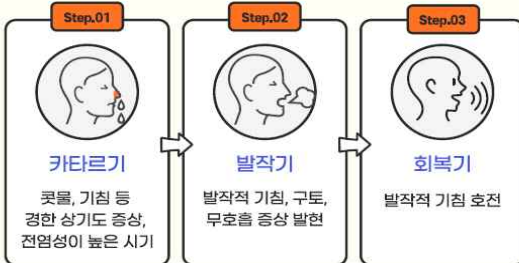 Step.01
카타르기
콧물, 기침 등
경한 상기도 증상,
전염성이 높은 시기
Step.02
발작기
발작적 기침, 구토,
무호흡 증상 발현
Step.03
회복기
발작적 기침 호전